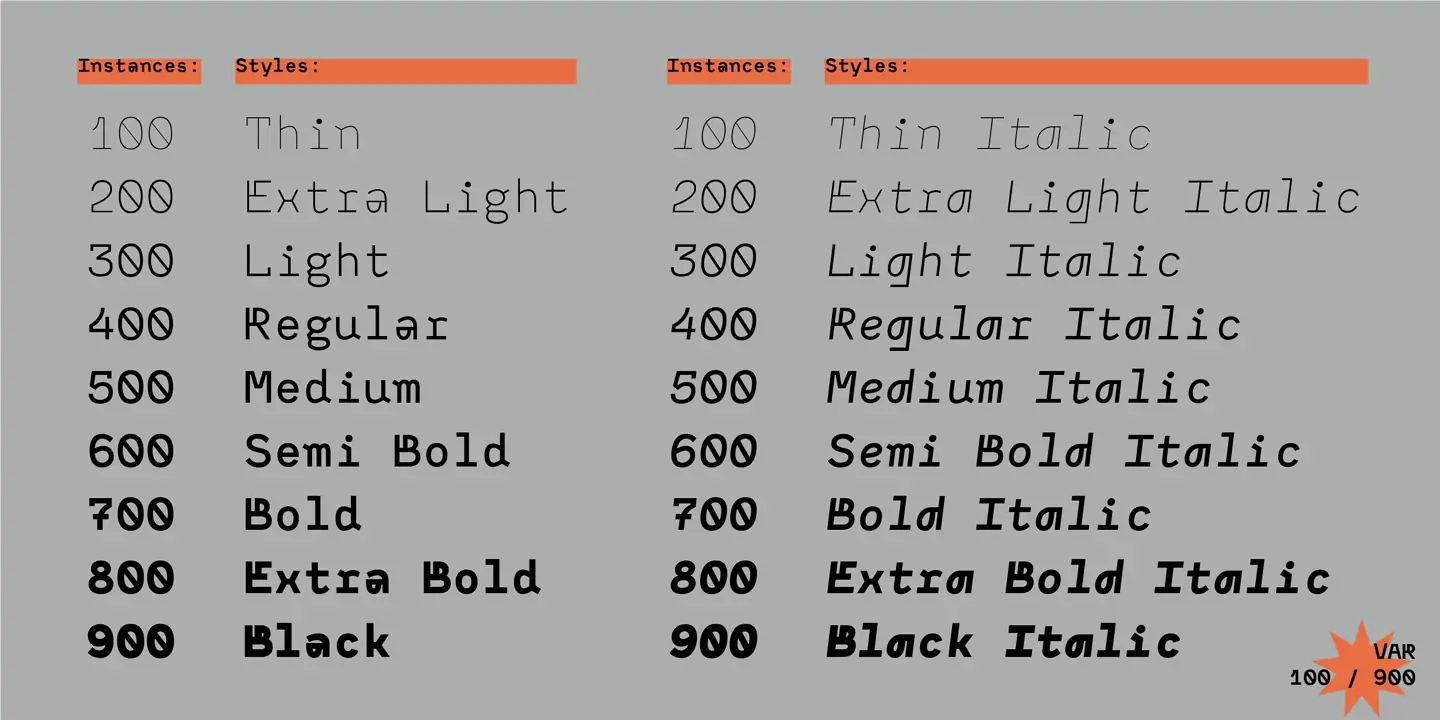 Instances: Styles: Instances: Styles:
100 Thin 100 Thin Italic
200 Extra Light 200 Extra Light Italic
300 Light 300 Light Italic
400 Regular 400 Regular Italic
500 Medium 500 Medium Italic
600 Semi Bold 600 Semi Bold Italic
700 Bold 700 Bold Italic
800 Extra Bold 800 Extra Bold Italic
900 Black 900 Black Italic
VAR
100 / 900